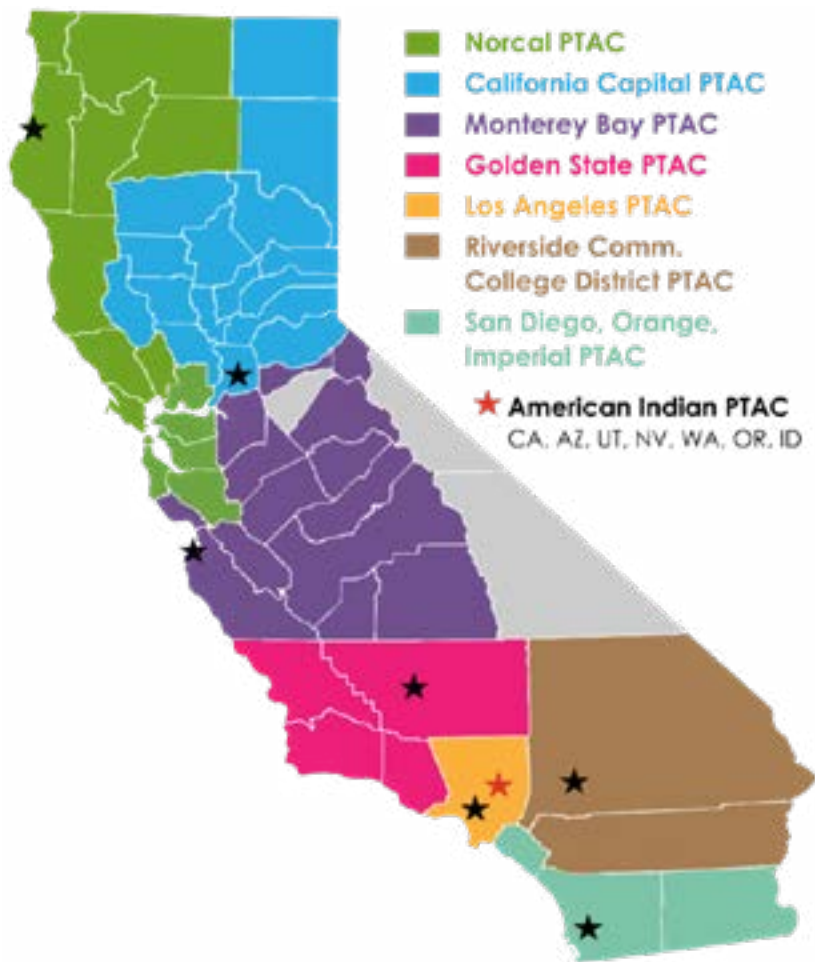 Norcal PTAC
California Capital PTAC
Monterey Bay PTAC
Golden State PTAC
Los Angeles PTAC
Riverside Comm.
College District PTAC
San Diego, Orange,
Imperial PTAC
American Indian PTAC
CA, AZ, UT, NV, WA, OR, ID